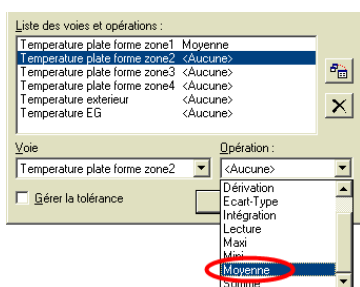 Liste des voies et opérations :
Temperature plate forme zone1 Moyenne
Temperature plate forme zone2 <Aucune>
Temperature plate forme zone3 <Aucune>
Temperature plate forme zone4 <Aucune>
Temperature exterieur <Aucune>
Temperature EG <Aucune>
Voie
Opération :
Temperature plate forme zone2
<Aucune>
Gérer la tolérance
Dérivation
Ecart-Type
Intégration
Lecture
Maxi
Mini
Moyenne
Somme